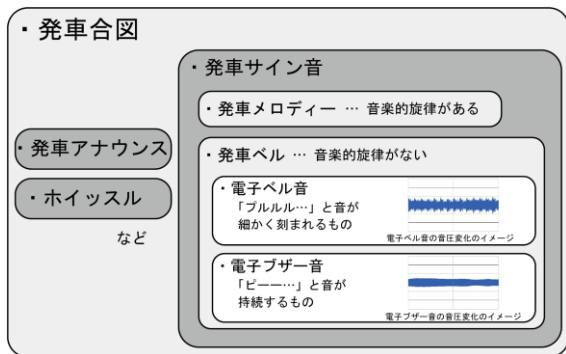 ・発車合図
・発車サイン音
・発車メロディー … 音楽的旋律がある
・発車アナウンス
・ホイッスル
など
・発車ベル … 音楽的旋律がない
・電子ベル音
「プルルル…」と音が
細かく刻まれるもの
電子ベル音の音圧変化のイメージ
・電子ブザー音
「ピーー…」と音が
持続するもの
電子ブザー音の音圧変化のイメージ